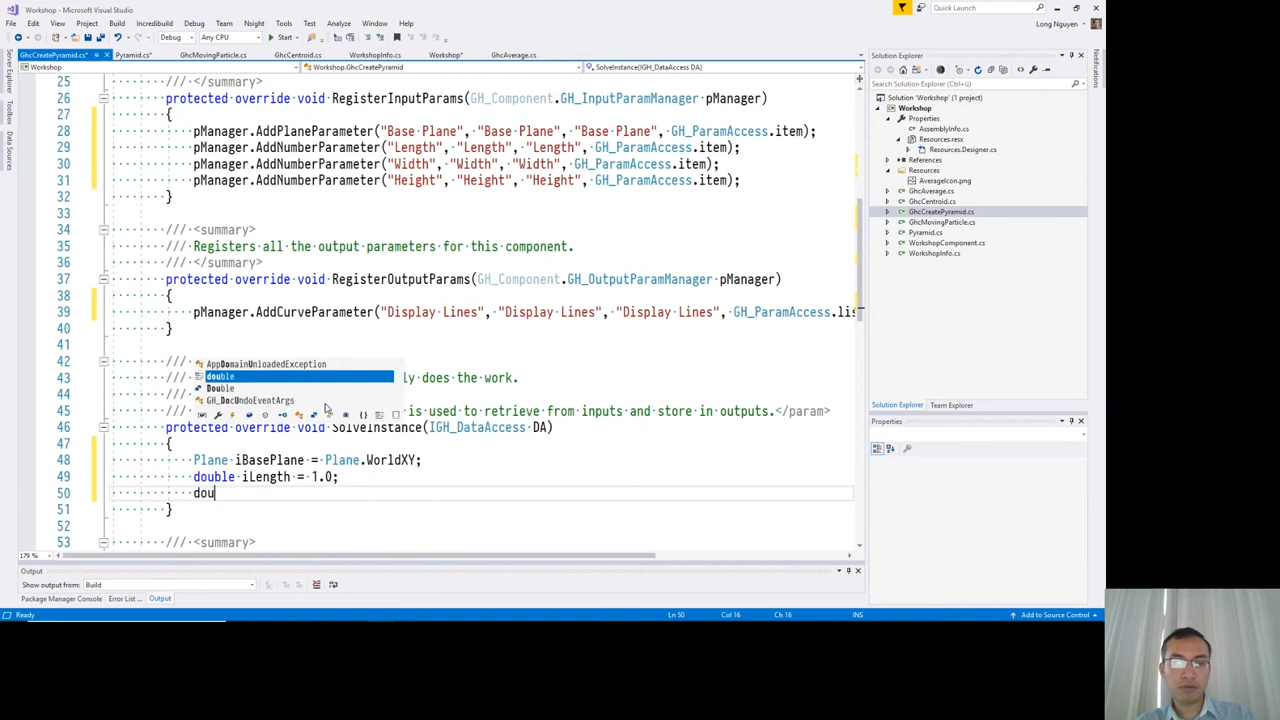 Workshop - Microsoft Visual Studio
Quick Launch (Ctrl+Q)
File Edit View Project Build Incredibuild Debug Team Nsight Tools Test Analyze Window Help
Long Nguyen
Debug Any CPU Start
GhcCreatePyramid.cs* Pyramid.cs* GhcMovingParticle.cs GhcCentroid.cs WorkshopInfo.cs Workshop* GhcAverage.cs
Workshop Workshop.GhcCreatePyramid SolveInstance(IGH_DataAccess DA)
25 /// </summary>
26 protected override void RegisterInputParams(GH_Component.GH_InputParamManager pManager)
27 {
28 pManager.AddPlaneParameter("Base Plane", "Base Plane", "Base Plane", GH_ParamAccess.item);
29 pManager.AddNumberParameter("Length", "Length", "Length", GH_ParamAccess.item);
30 pManager.AddNumberParameter("Width", "Width", "Width", GH_ParamAccess.item);
31 pManager.AddNumberParameter("Height", "Height", "Height", GH_ParamAccess.item);
32 }
33
34 /// <summary>
35 /// Registers all the output parameters for this component.
36 /// </summary>
37 protected override void RegisterOutputParams(GH_Component.GH_OutputParamManager pManager)
38 {
39 pManager.AddCurveParameter("Display Lines", "Display Lines", "Display Lines", GH_ParamAccess.lis
40 }
41
42 ///
AppDomainUnloadedException
double
Double
GH_DocUndoEventArgs
43 /// ly does the work.
44 ///
45 /// is used to retrieve from inputs and store in outputs.</param>
46 protected override void SolveInstance(IGH_DataAccess DA)
47 {
48 Plane iBasePlane = Plane.WorldXY;
49 double iLength = 1.0;
50 dou
51 }
52
53 /// <summary>
179 %
Output
Show output from: Build
Package Manager Console Error List ... Output
Ready Ln 50 Col 16 Ch 16 INS Add to Source Control
Server Explorer
Toolbox
Data Sources
Solution Explorer
Search Solution Explorer (Ctrl+ü)
Solution 'Workshop' (1 project)
Workshop
Properties
AssemblyInfo.cs
Resources.resx
Resources.Designer.cs
References
Resources
AverageIcon.png
GhcAverage.cs
GhcCentroid.cs
GhcCreatePyramid.cs
GhcMovingParticle.cs
Pyramid.cs
WorkshopComponent.cs
WorkshopInfo.cs
Solution Explorer Team Explorer
Properties
Notifications